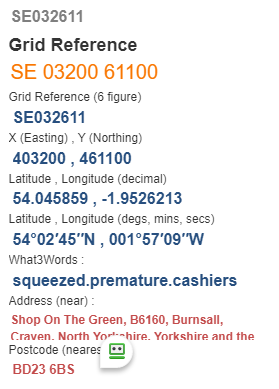 SE032611
Grid Reference
SE 03200 61100
Grid Reference (6 figure)
SE032611
X (Easting) , Y (Northing)
403200 , 461100
Latitude , Longitude (decimal)
54.045859 , -1.9526213
Latitude , Longitude (degs, mins, secs)
54°02′45″N , 001°57′09″W
What3Words :
squeezed.premature.cashiers
Address (near) :
Shop On The Green, B6160, Burnsall,
Craven, North Yorkshire, Yorkshire and the
Postcode (neares
BD23 6BS